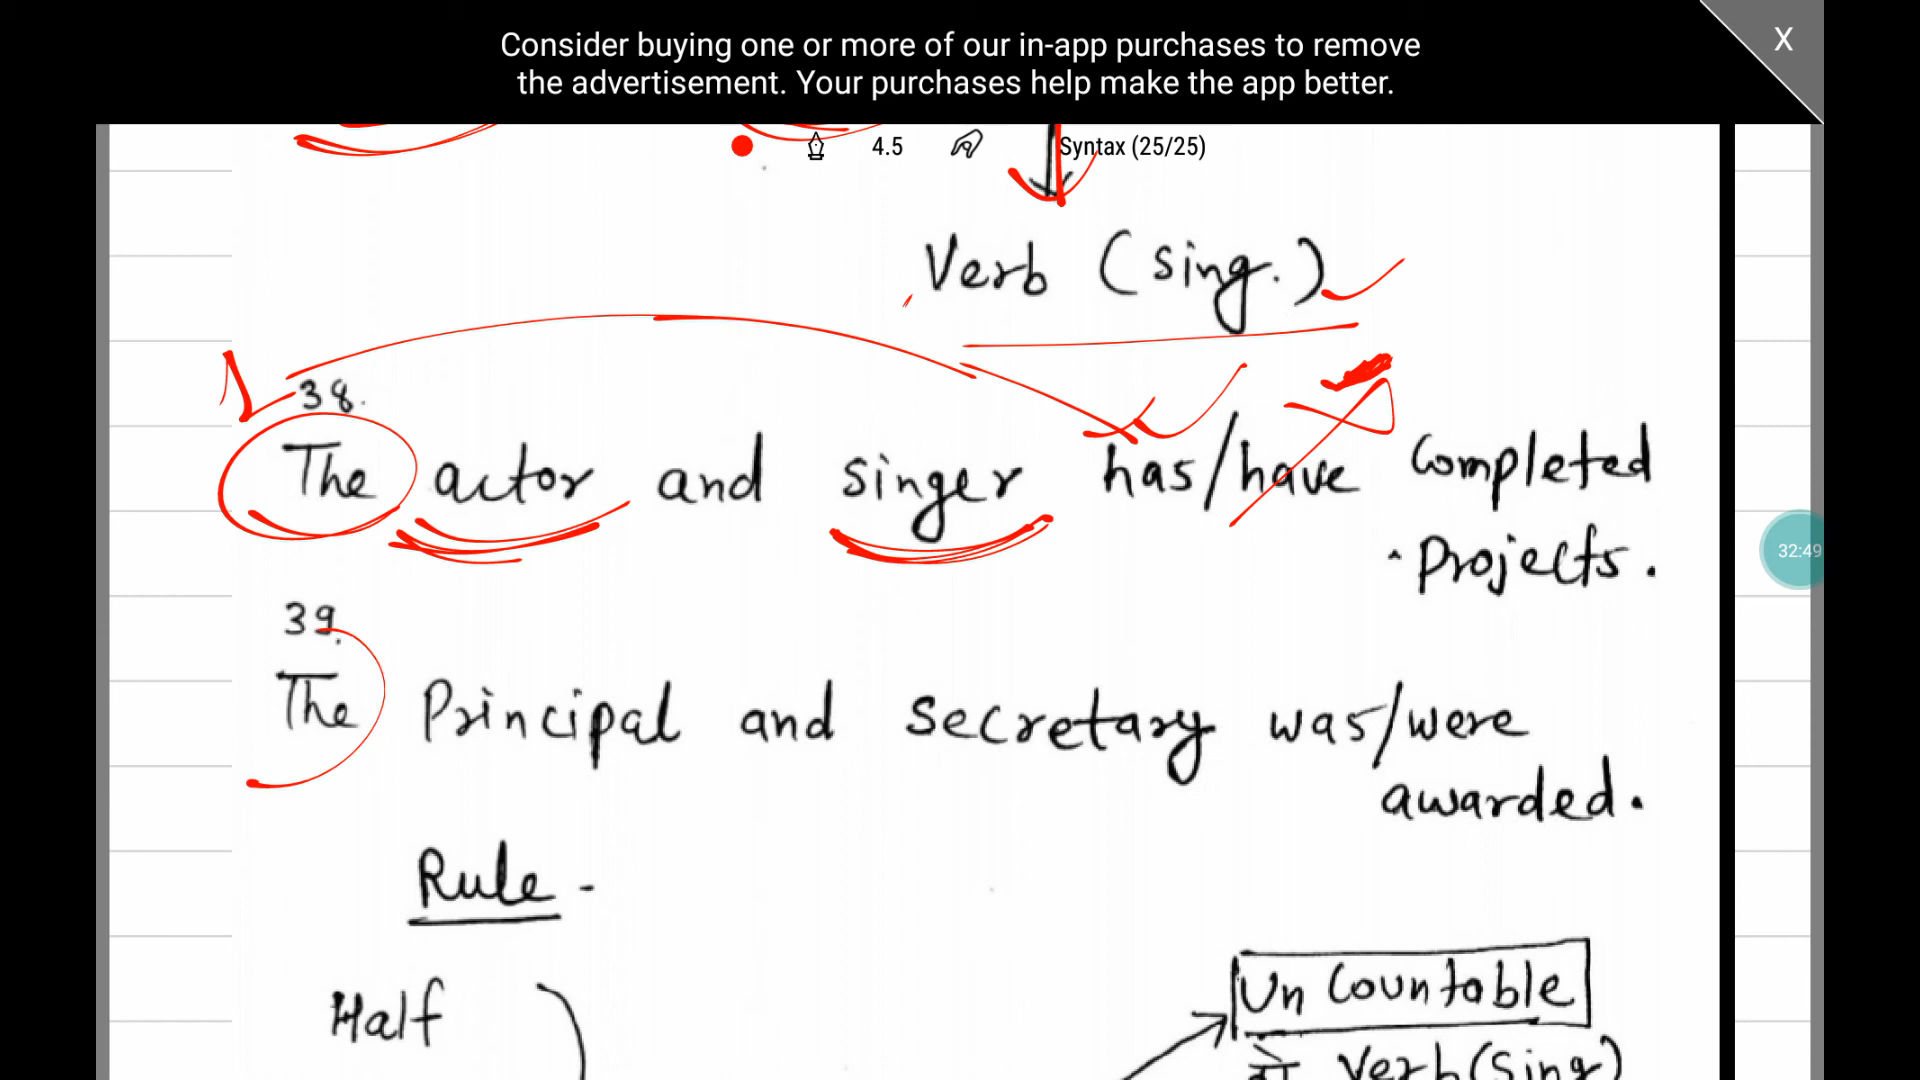 Consider buying one or more of our in-app purchases to remove
the advertisement. Your purchases help make the app better.
X
4.5
Syntax (25/25)
Verb (sing.)
38.
The actor and singer has/have Completed
Projects.
32:49
39.
The Principal and secretary was/were
awarded.
Rule -
Un Countable
Half
Verb(Sing)